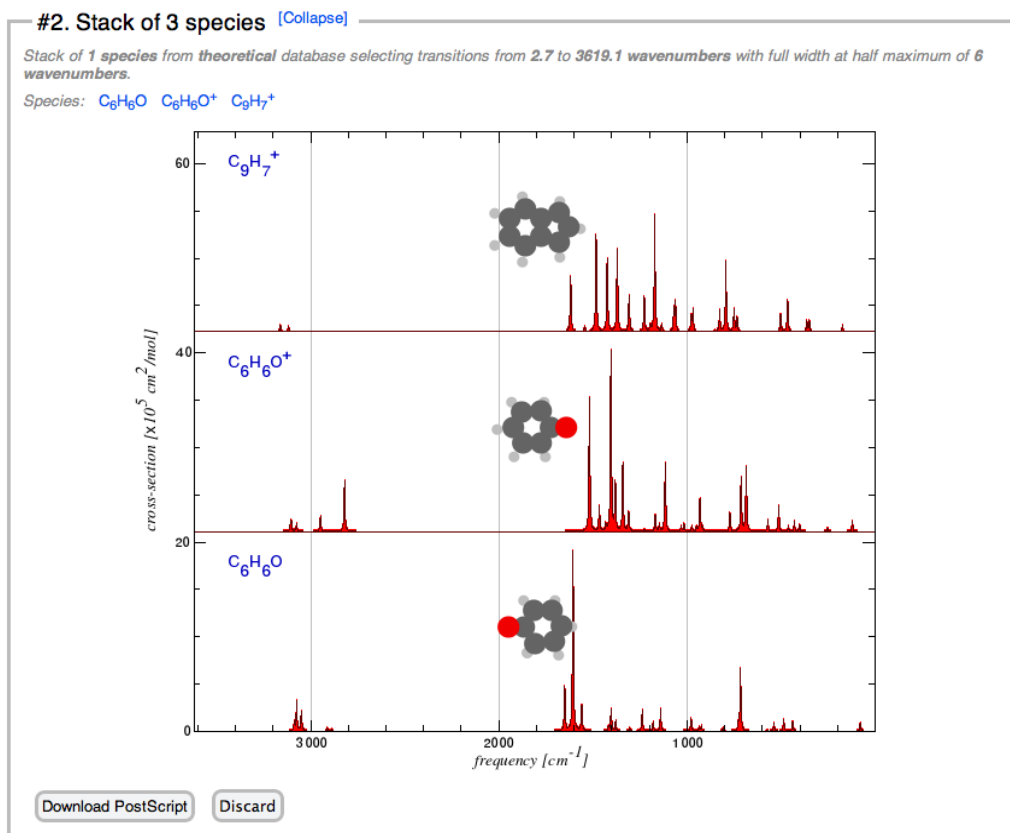 #2. Stack of 3 species [Collapse]
Stack of 1 species from theoretical database selecting transitions from 2.7 to 3619.1 wavenumbers with full width at half maximum of 6
wavenumbers.
Species: C6H6O C6H6O+ C9H7+
60
C9H7+
40
C6H6O+
cross-section [x10^5 cm^2/mol]
20
C6H6O
0
3000 2000 1000
frequency [cm^-1]
Download PostScript Discard